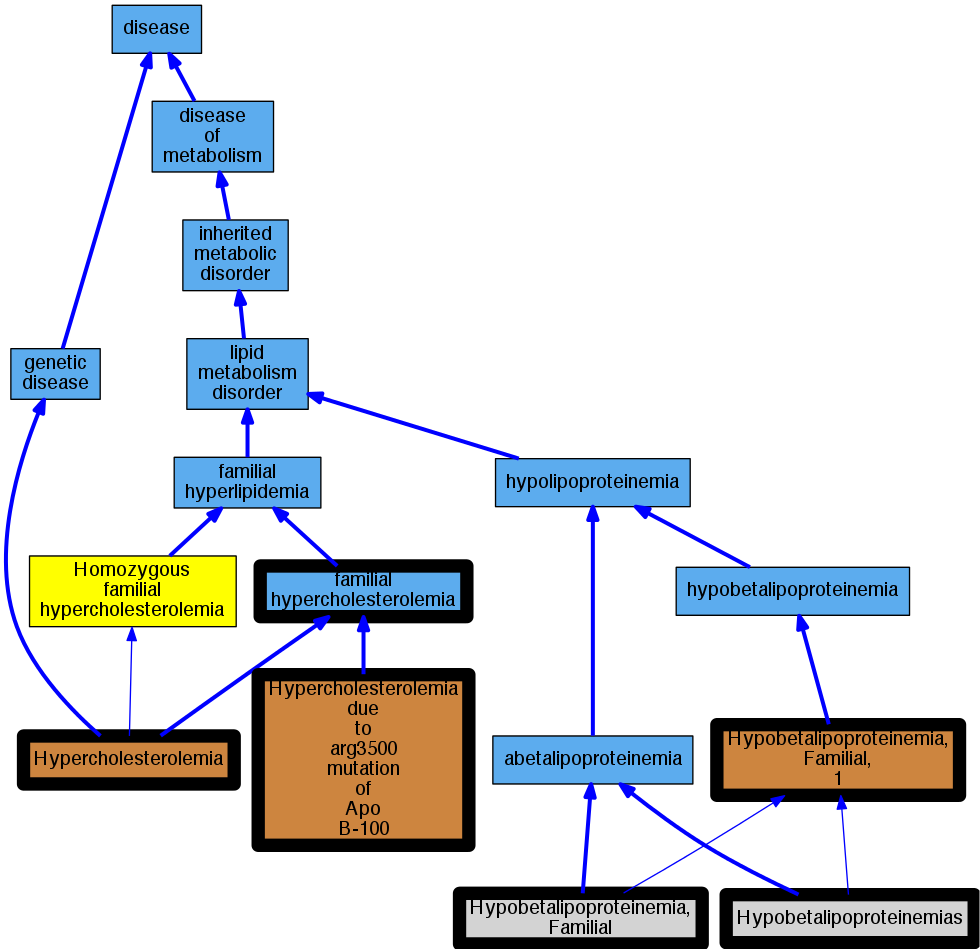 disease
disease
of
metabolism
inherited
metabolic
disorder
genetic
disease
lipid
metabolism
disorder
familial
hyperlipidemia
hypolipoproteinemia
Homozygous
familial
hypercholesterolemia
familial
hypercholesterolemia
hypobetalipoproteinemia
Hypercholesterolemia
Hypercholesterolemia
due
to
arg3500
mutation
of
Apo
B-100
abetalipoproteinemia
Hypobetalipoproteinemia,
Familial,
1
Hypobetalipoproteinemia,
Familial
Hypobetalipoproteinemias